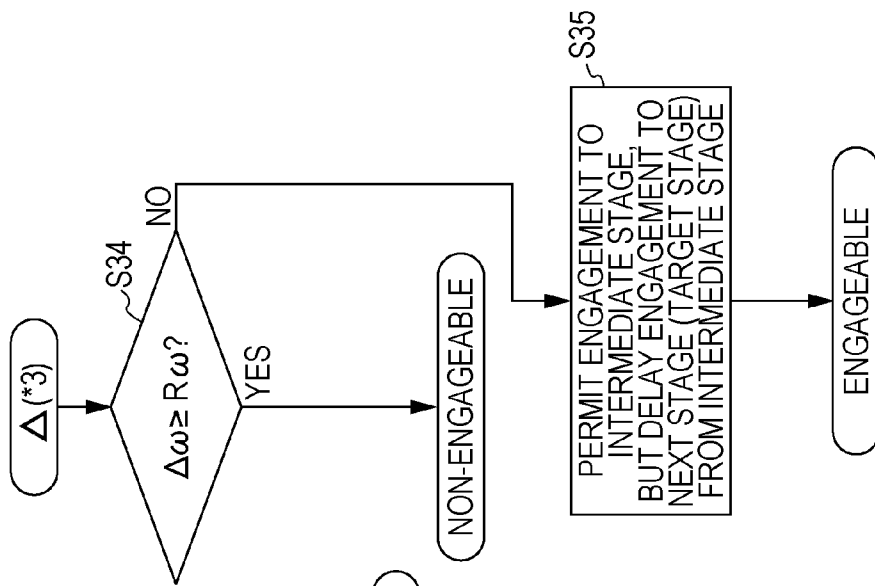 Δ(*3)
S34
Δω≥ Rω?
NO
YES
NON-ENGAGEABLE
S35
PERMIT ENGAGEMENT TO
INTERMEDIATE STAGE,
BUT DELAY ENGAGEMENT TO
NEXT STAGE (TARGET STAGE)
FROM INTERMEDIATE STAGE
ENGAGEABLE